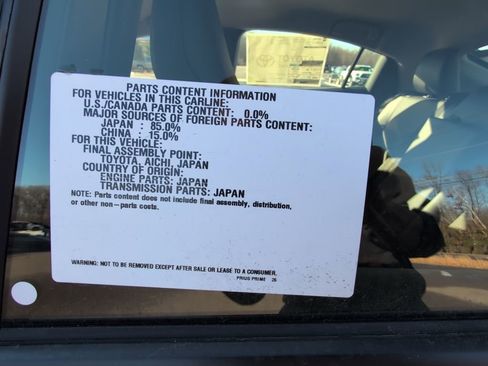 PARTS CONTENT INFORMATION
FOR VEHICLES IN THIS CARLINE:
U.S./CANADA PARTS CONTENT: 0.0%
MAJOR SOURCES OF FOREIGN PARTS CONTENT:
JAPAN : 85.0%
CHINA : 15.0%
FOR THIS VEHICLE:
FINAL ASSEMBLY POINT:
TOYOTA, AICHI, JAPAN
COUNTRY OF ORIGIN:
ENGINE PARTS: JAPAN
TRANSMISSION PARTS: JAPAN
NOTE: Parts content does not include final assembly, distribution,
or other non-parts costs.
WARNING: NOT TO BE REMOVED EXCEPT AFTER SALE OR LEASE TO A CONSUMER.
PRIUS PRIME 26